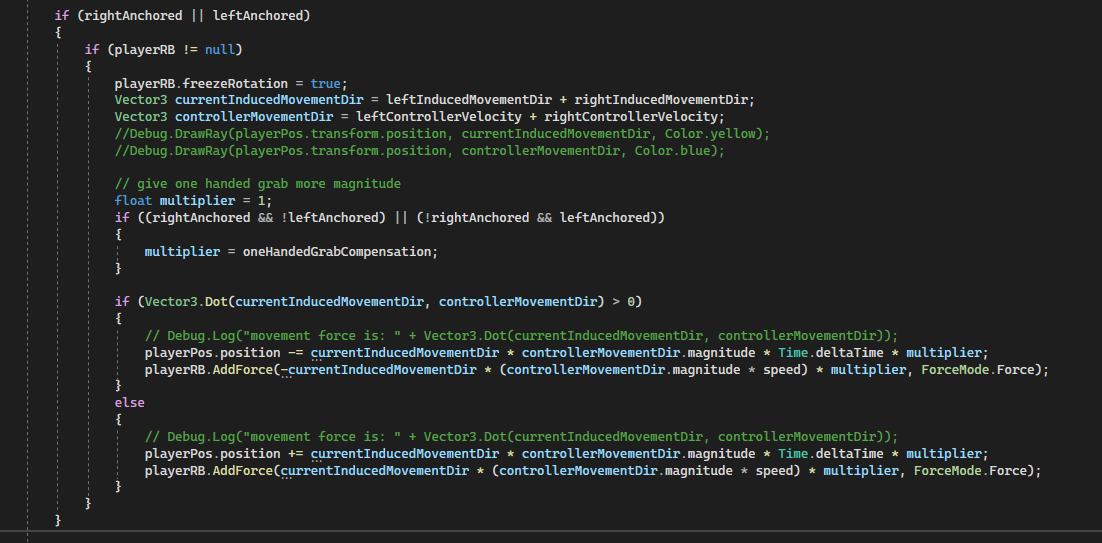 if (rightAnchored || leftAnchored)
{
if (playerRB != null)
{
playerRB.freezeRotation = true;
Vector3 currentInducedMovementDir = leftInducedMovementDir + rightInducedMovementDir;
Vector3 controllerMovementDir = leftControllerVelocity + rightControllerVelocity;
//Debug.DrawRay(playerPos.transform.position, currentInducedMovementDir, Color.yellow);
//Debug.DrawRay(playerPos.transform.position, controllerMovementDir, Color.blue);
// give one handed grab more magnitude
float multiplier = 1;
if ((rightAnchored && !leftAnchored) || (!rightAnchored && leftAnchored))
{
multiplier = oneHandedGrabCompensation;
}
if (Vector3.Dot(currentInducedMovementDir, controllerMovementDir) > 0)
{
// Debug.Log("movement force is: " + Vector3.Dot(currentInducedMovementDir, controllerMovementDir));
playerPos.position -= currentInducedMovementDir * controllerMovementDir.magnitude * Time.deltaTime * multiplier;
playerRB.AddForce(-currentInducedMovementDir * (controllerMovementDir.magnitude * speed) * multiplier, ForceMode.Force);
}
else
{
// Debug.Log("movement force is: " + Vector3.Dot(currentInducedMovementDir, controllerMovementDir));
playerPos.position += currentInducedMovementDir * controllerMovementDir.magnitude * Time.deltaTime * multiplier;
playerRB.AddForce(currentInducedMovementDir * (controllerMovementDir.magnitude * speed) * multiplier, ForceMode.Force);
}
}
}